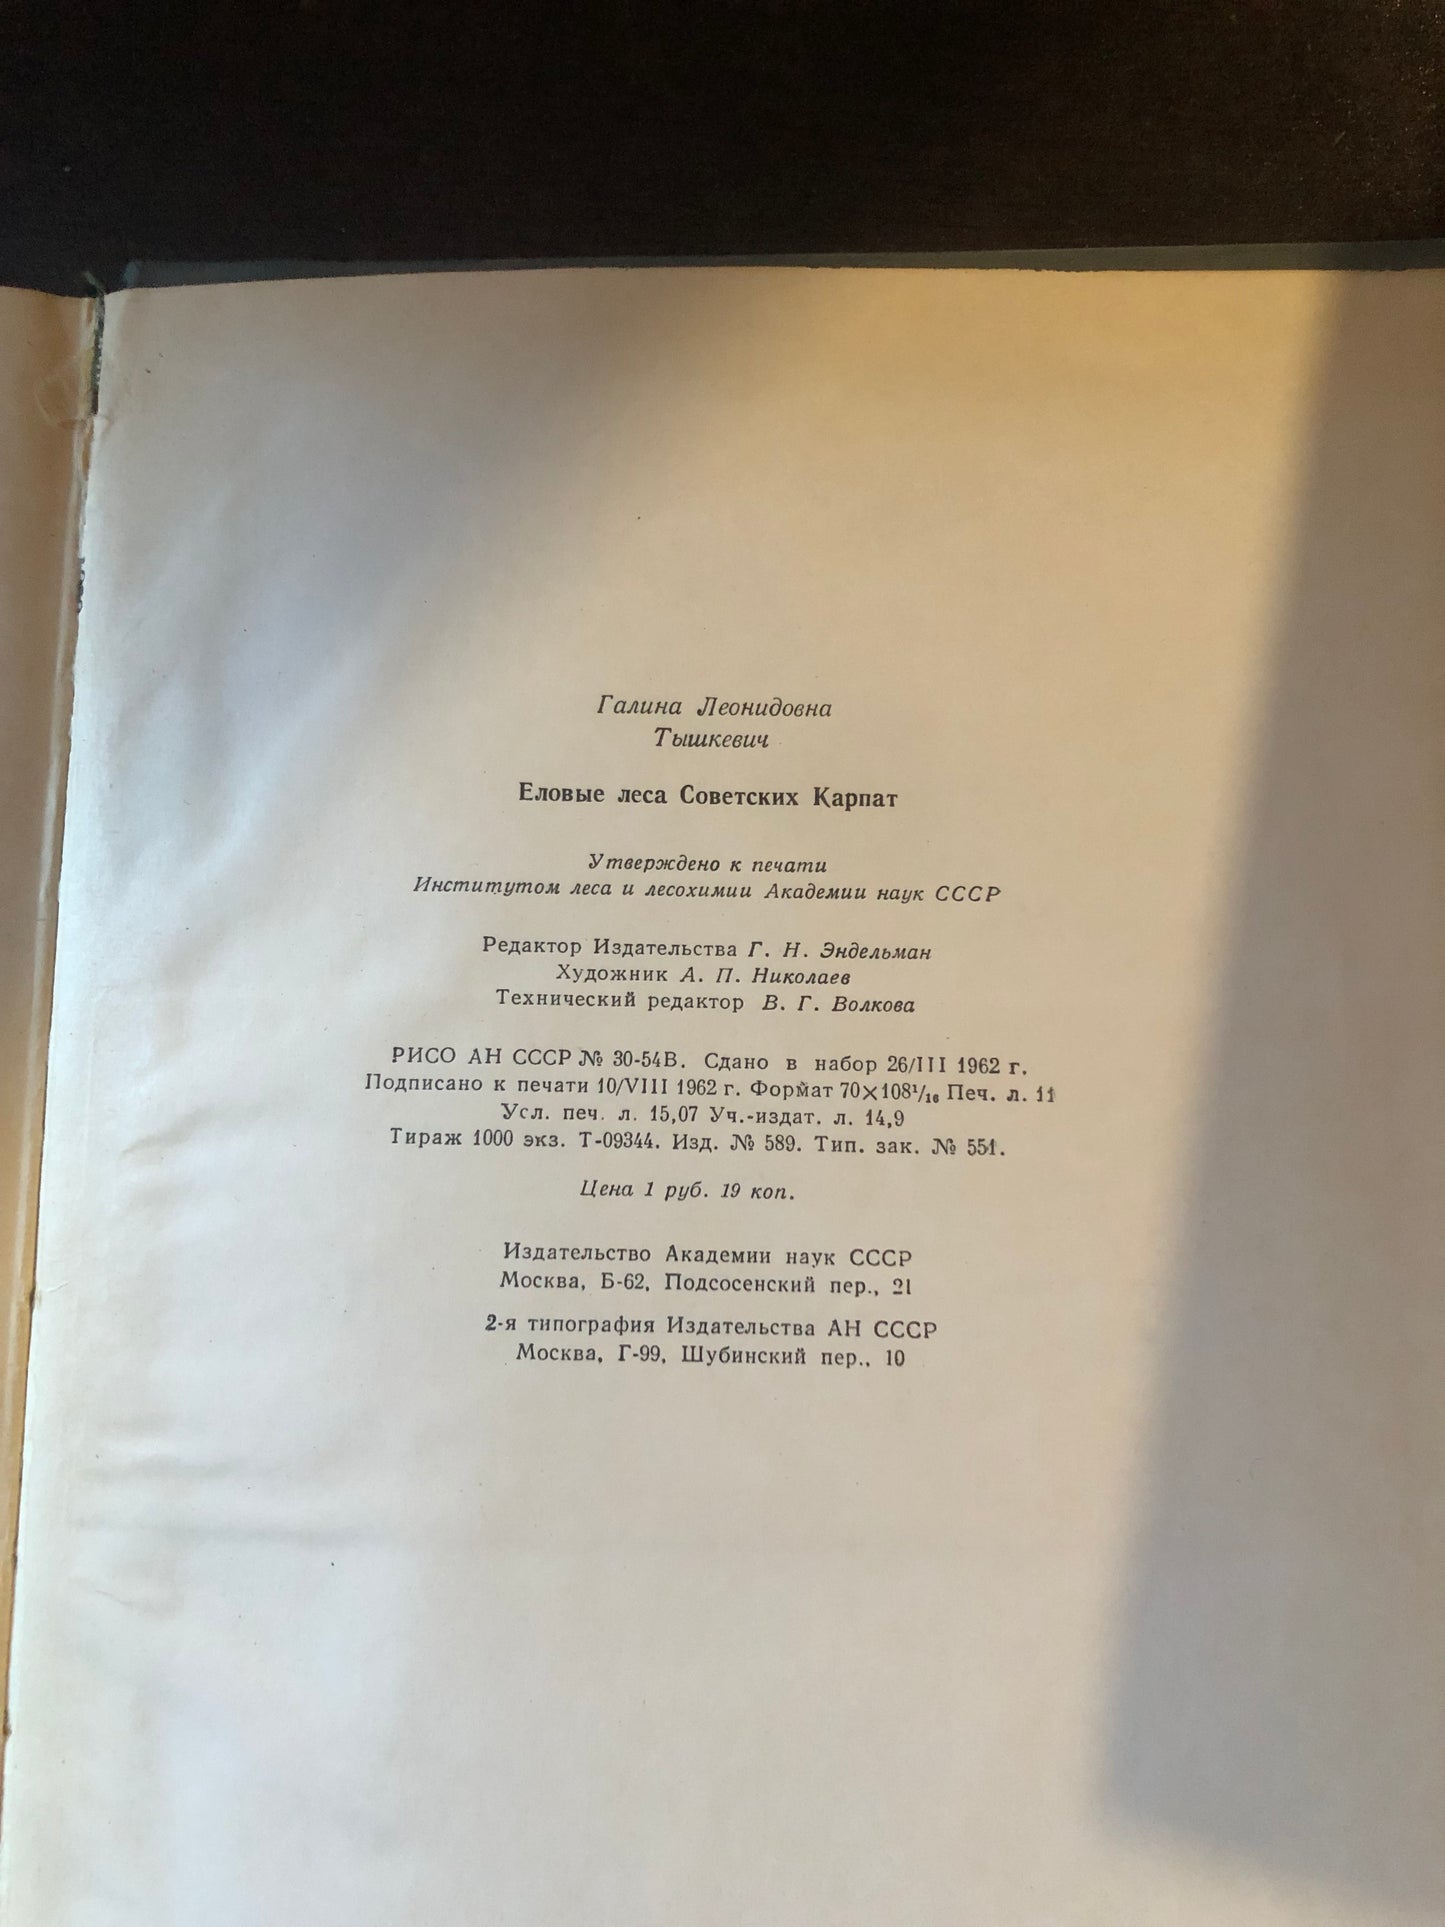 Галина Леонидовна
Тышкевич
Еловые леса Советских Карпат
Утверждено к печати
Институтом леса и лесохимии Академии наук СССР
Редактор Издательства Г. Н. Эндельман
Художник А. П. Николаев
Технический редактор В. Г. Волкова
РИСО АН СССР № 30-54В. Сдано в набор 26/III 1962 г.
Подписано к печати 10/VIII 1962 г. Формат 70×108¹/₁₆ Печ. л. 11
Усл. печ. л. 15,07 Уч.-издат. л. 14,9
Тираж 1000 экз. Т-09344. Изд. № 589. Тип. зак. № 551.
Цена 1 руб. 19 коп.
Издательство Академии наук СССР
Москва, Б-62, Подсосенский пер., 21
2-я типография Издательства АН СССР
Москва, Г-99, Шубинский пер., 10